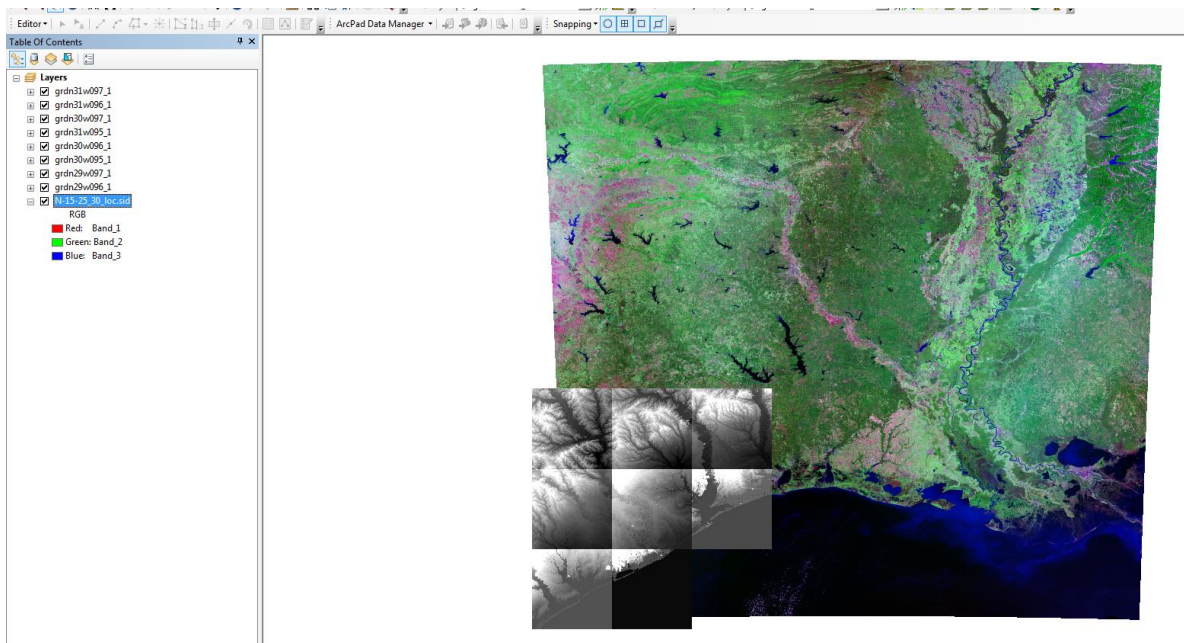 Editor ArcPad Data Manager Snapping
Table Of Contents
Layers
grdn31w097_1
grdn31w096_1
grdn30w097_1
grdn31w095_1
grdn30w096_1
grdn30w095_1
grdn29w097_1
grdn29w096_1
N-15-25_30_loc.sid
RGB
Red: Band_1
Green: Band_2
Blue: Band_3